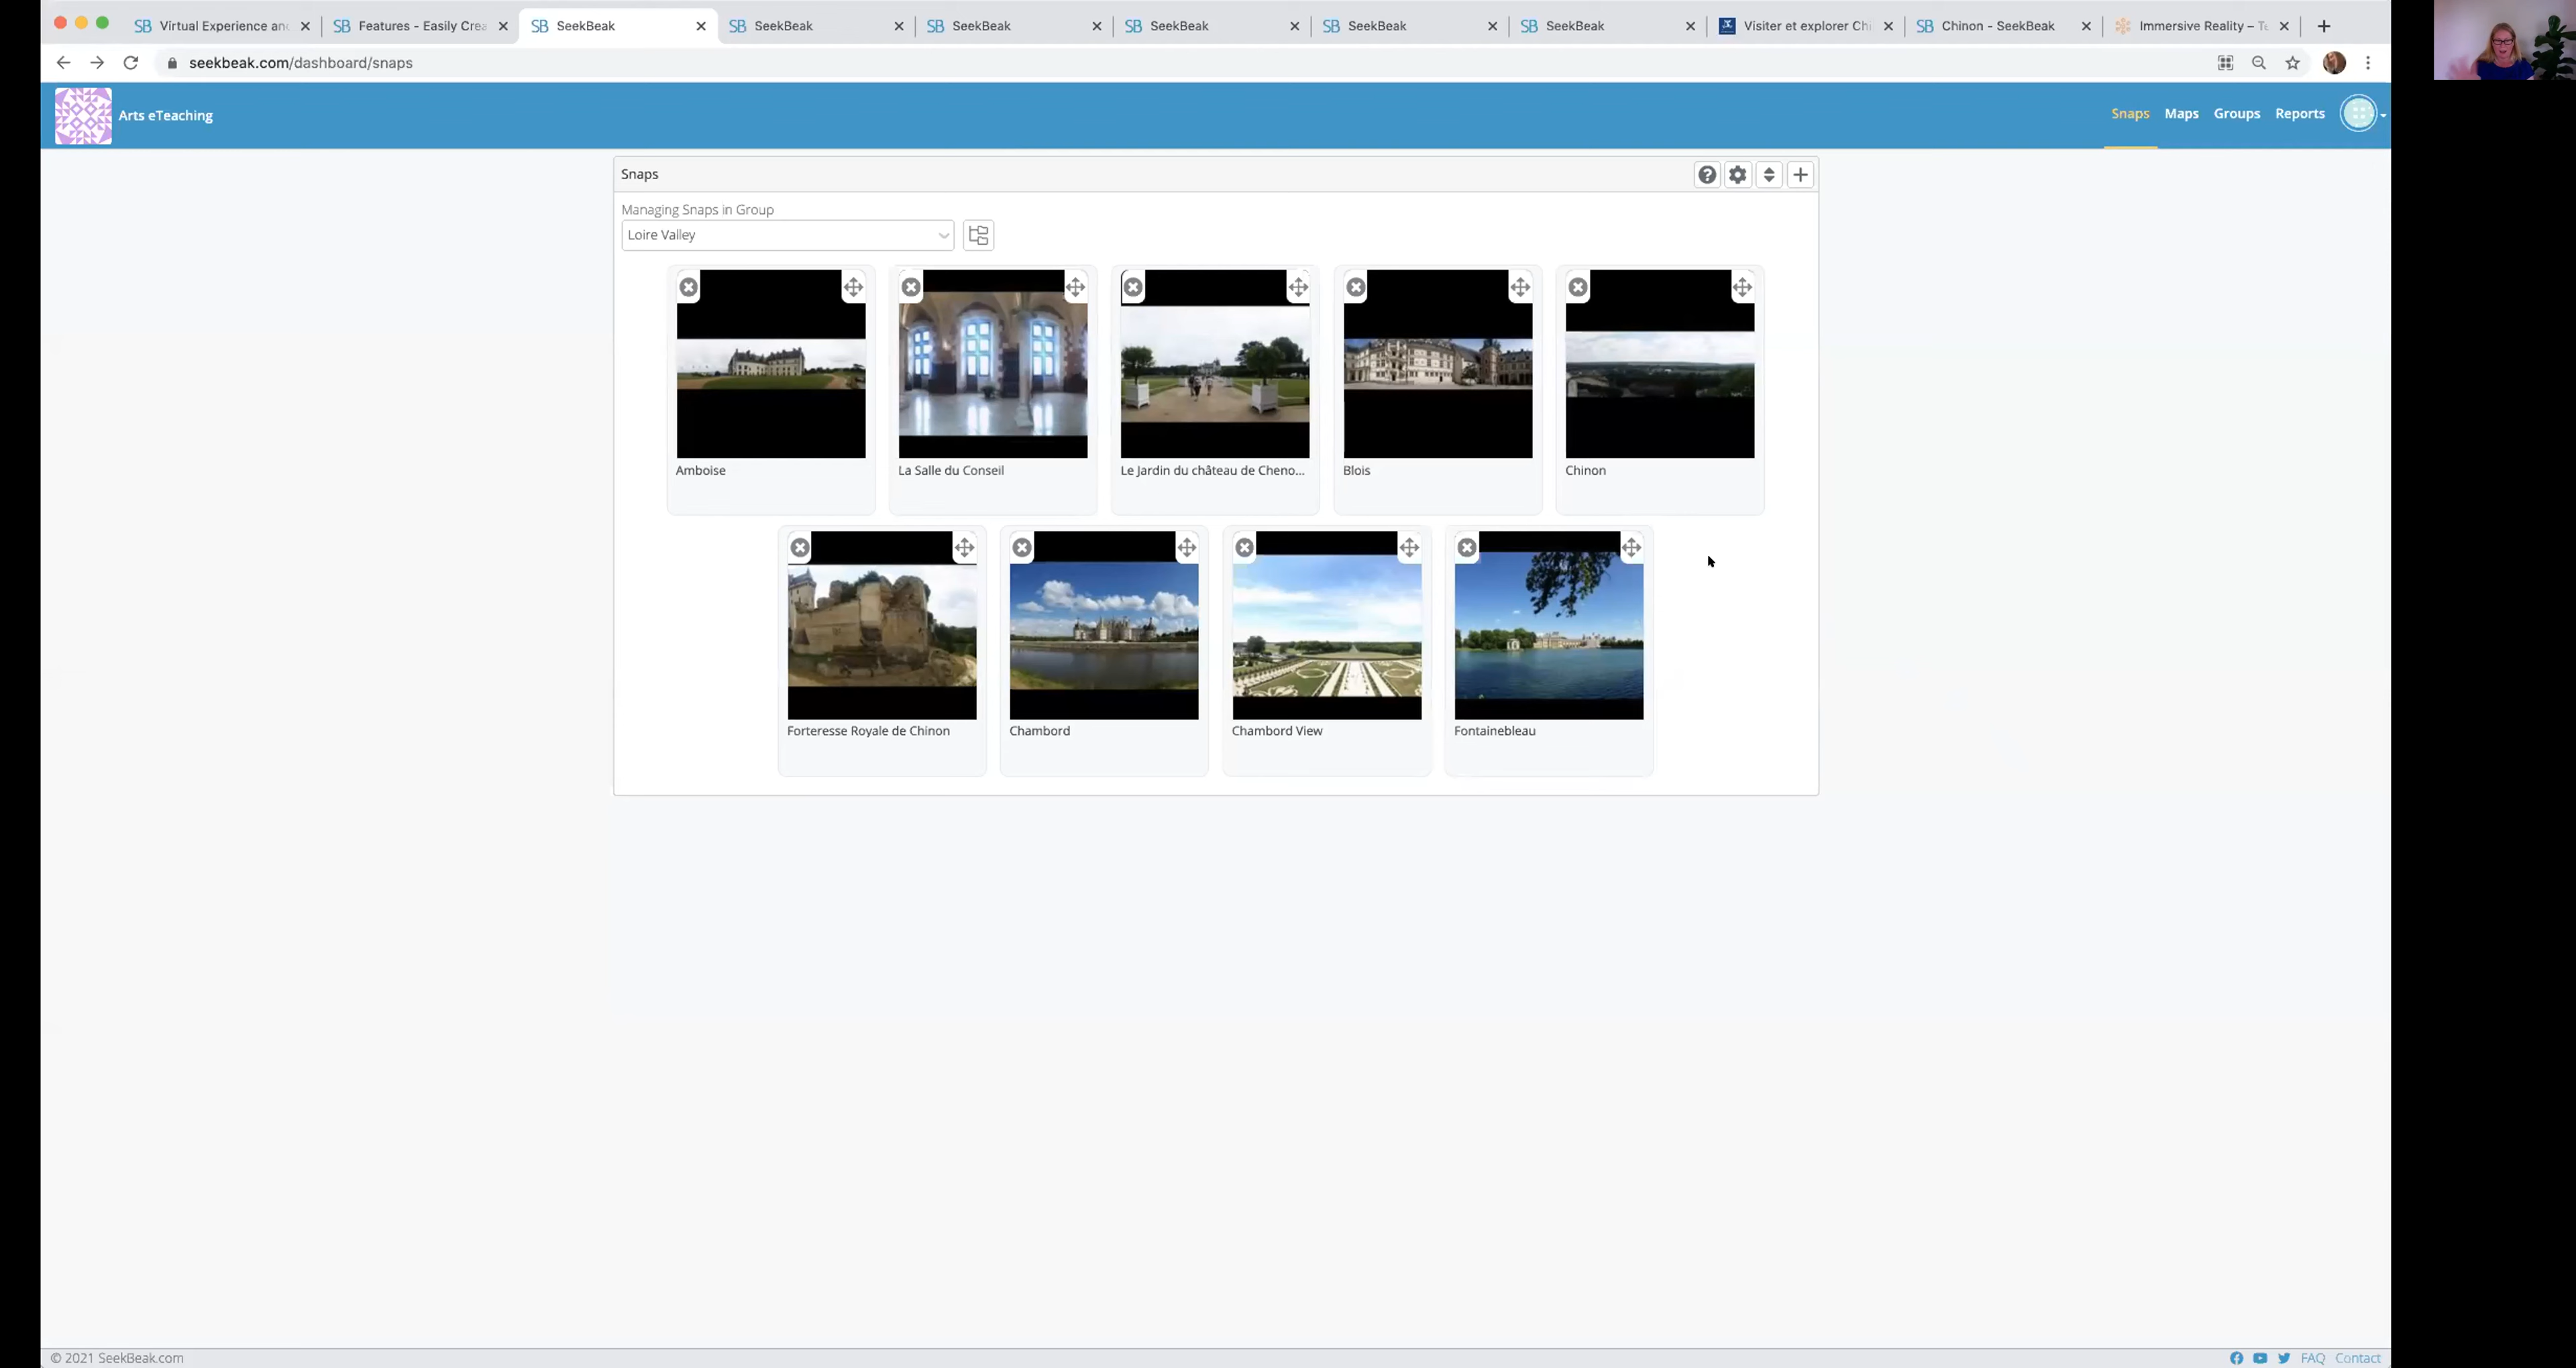 SB Virtual Experience an
SB Features - Easily Crea
SB SeekBeak
SB SeekBeak
SB SeekBeak
SB SeekBeak
SB SeekBeak
SB SeekBeak
Visiter et explorer Chi
SB Chinon - SeekBeak
Immersive Reality – Te
seekbeak.com/dashboard/snaps
Arts eTeaching
Snaps Maps Groups Reports
Snaps
Managing Snaps in Group
Loire Valley
Amboise
La Salle du Conseil
Le Jardin du château de Cheno...
Blois
Chinon
Forteresse Royale de Chinon
Chambord
Chambord View
Fontainebleau
© 2021 SeekBeak.com
FAQ Contact